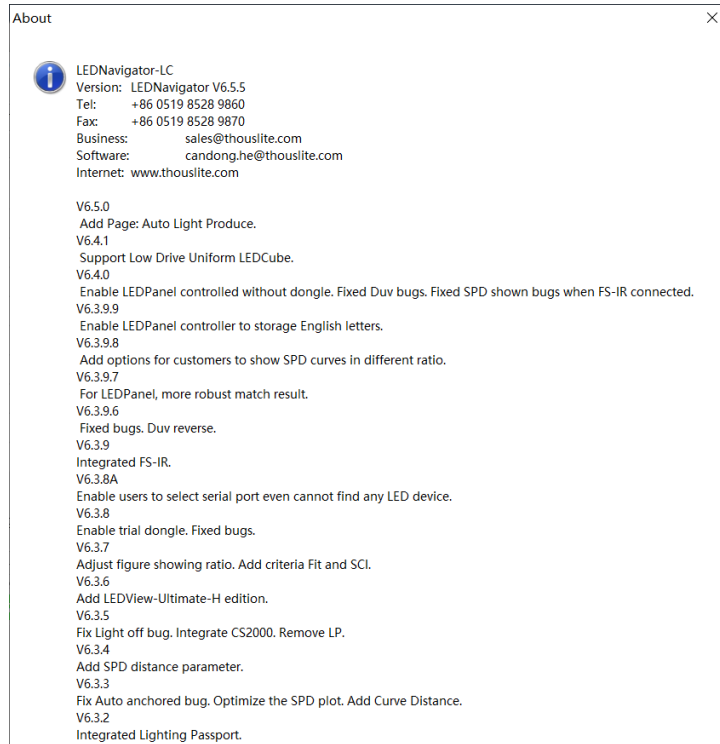 About
LEDNavigator-LC
Version: LEDNavigator V6.5.5
Tel: +86 0519 8528 9860
Fax: +86 0519 8528 9870
Business: sales@thouslite.com
Software: candong.he@thouslite.com
Internet: www.thouslite.com
V6.5.0
Add Page: Auto Light Produce.
V6.4.1
Support Low Drive Uniform LEDCube.
V6.4.0
Enable LEDPanel controlled without dongle. Fixed Duv bugs. Fixed SPD shown bugs when FS-IR connected.
V6.3.9.9
Enable LEDPanel controller to storage English letters.
V6.3.9.8
Add options for customers to show SPD curves in different ratio.
V6.3.9.7
For LEDPanel, more robust match result.
V6.3.9.6
Fixed bugs. Duv reverse.
V6.3.9
Integrated FS-IR.
V6.3.8A
Enable users to select serial port even cannot find any LED device.
V6.3.8
Enable trial dongle. Fixed bugs.
V6.3.7
Adjust figure showing ratio. Add criteria Fit and SCI.
V6.3.6
Add LEDView-Ultimate-H edition.
V6.3.5
Fix Light off bug. Integrate CS2000. Remove LP.
V6.3.4
Add SPD distance parameter.
V6.3.3
Fix Auto anchored bug. Optimize the SPD plot. Add Curve Distance.
V6.3.2
Integrated Lighting Passport.